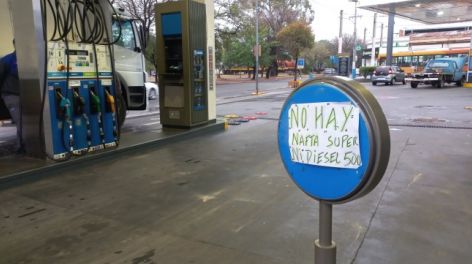 NO HAY
NAFTA SUPER
NI DIESEL 500